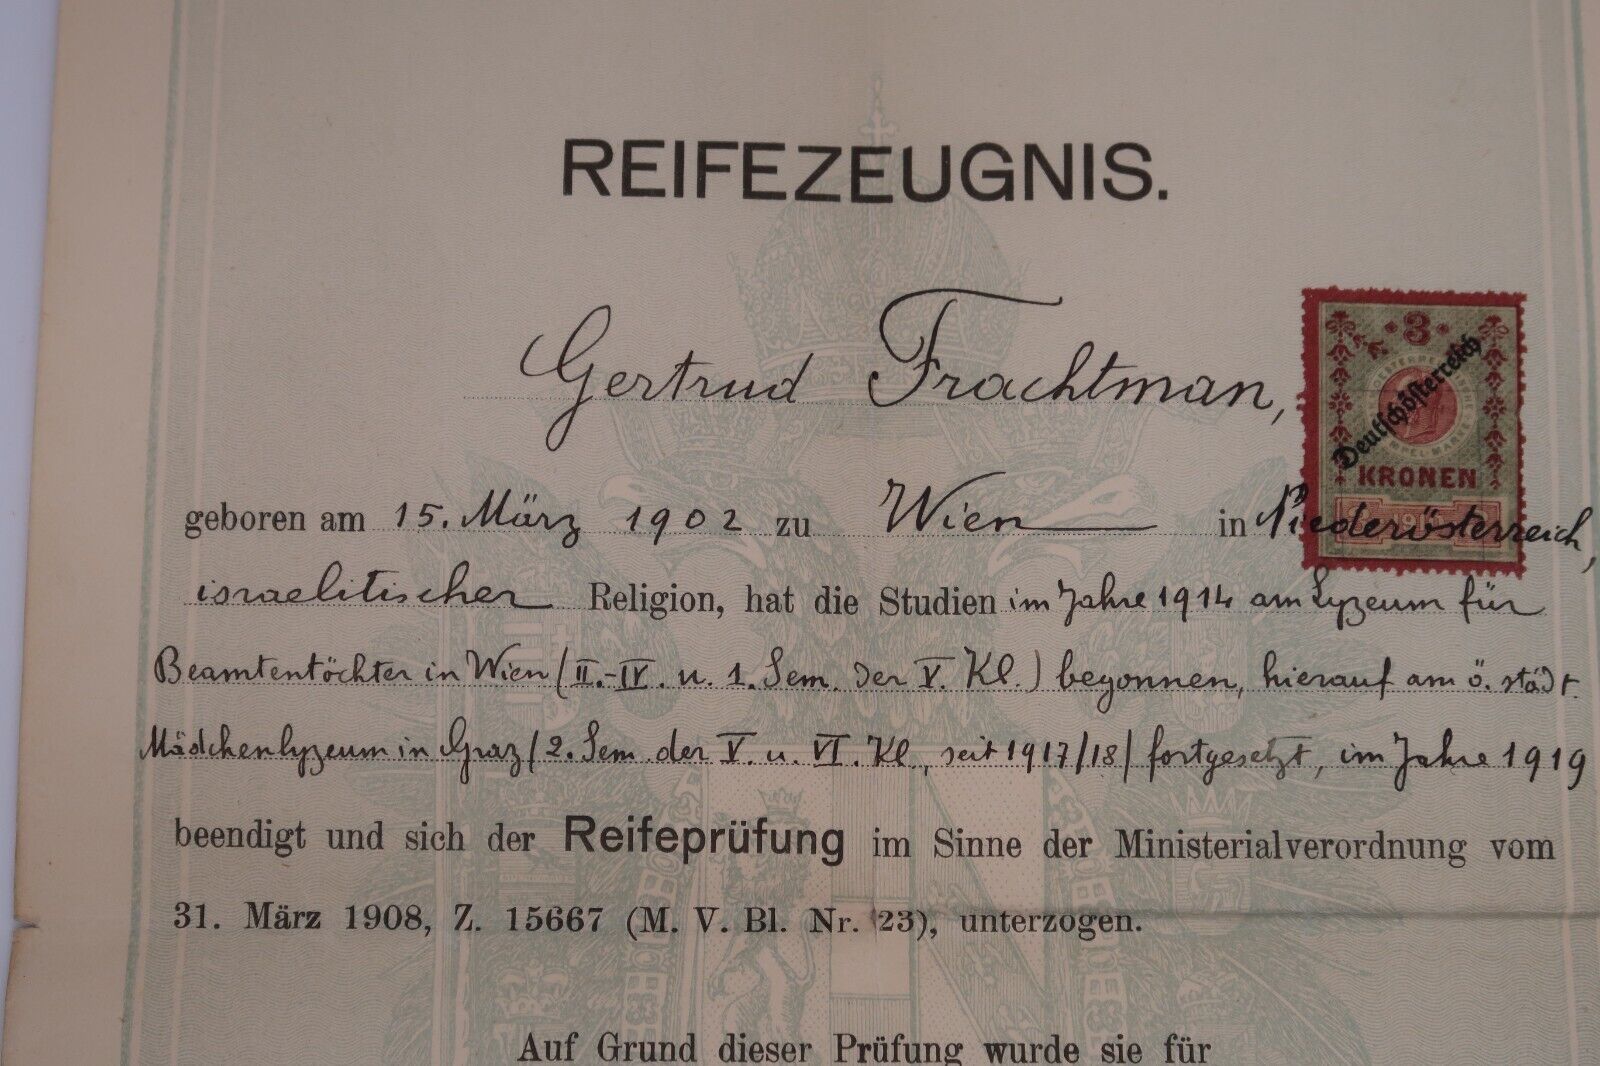 REIFEZEUGNIS.
Gertrud Frachtman,
3
Deutschösterreich
KRONEN
geboren am 15. März 1902 zu Wien in Niederösterreich,
israelitischer Religion, hat die Studien im Jahre 1914 am Lyzeum für
Beamtentöchter in Wien (II.-IV. u. 1. Sem. der V. Kl.) begonnen, hierauf am ö. städt.
Mädchenlyzeum in Graz (2. Sem. der V. u. VI. Kl., seit 1917/18) fortgesetzt, im Jahre 1919
beendigt und sich der Reifeprüfung im Sinne der Ministerialverordnung vom
31. März 1908, Z. 15667 (M. V. Bl. Nr. 23), unterzogen.
Auf Grund dieser Prüfung wurde sie für